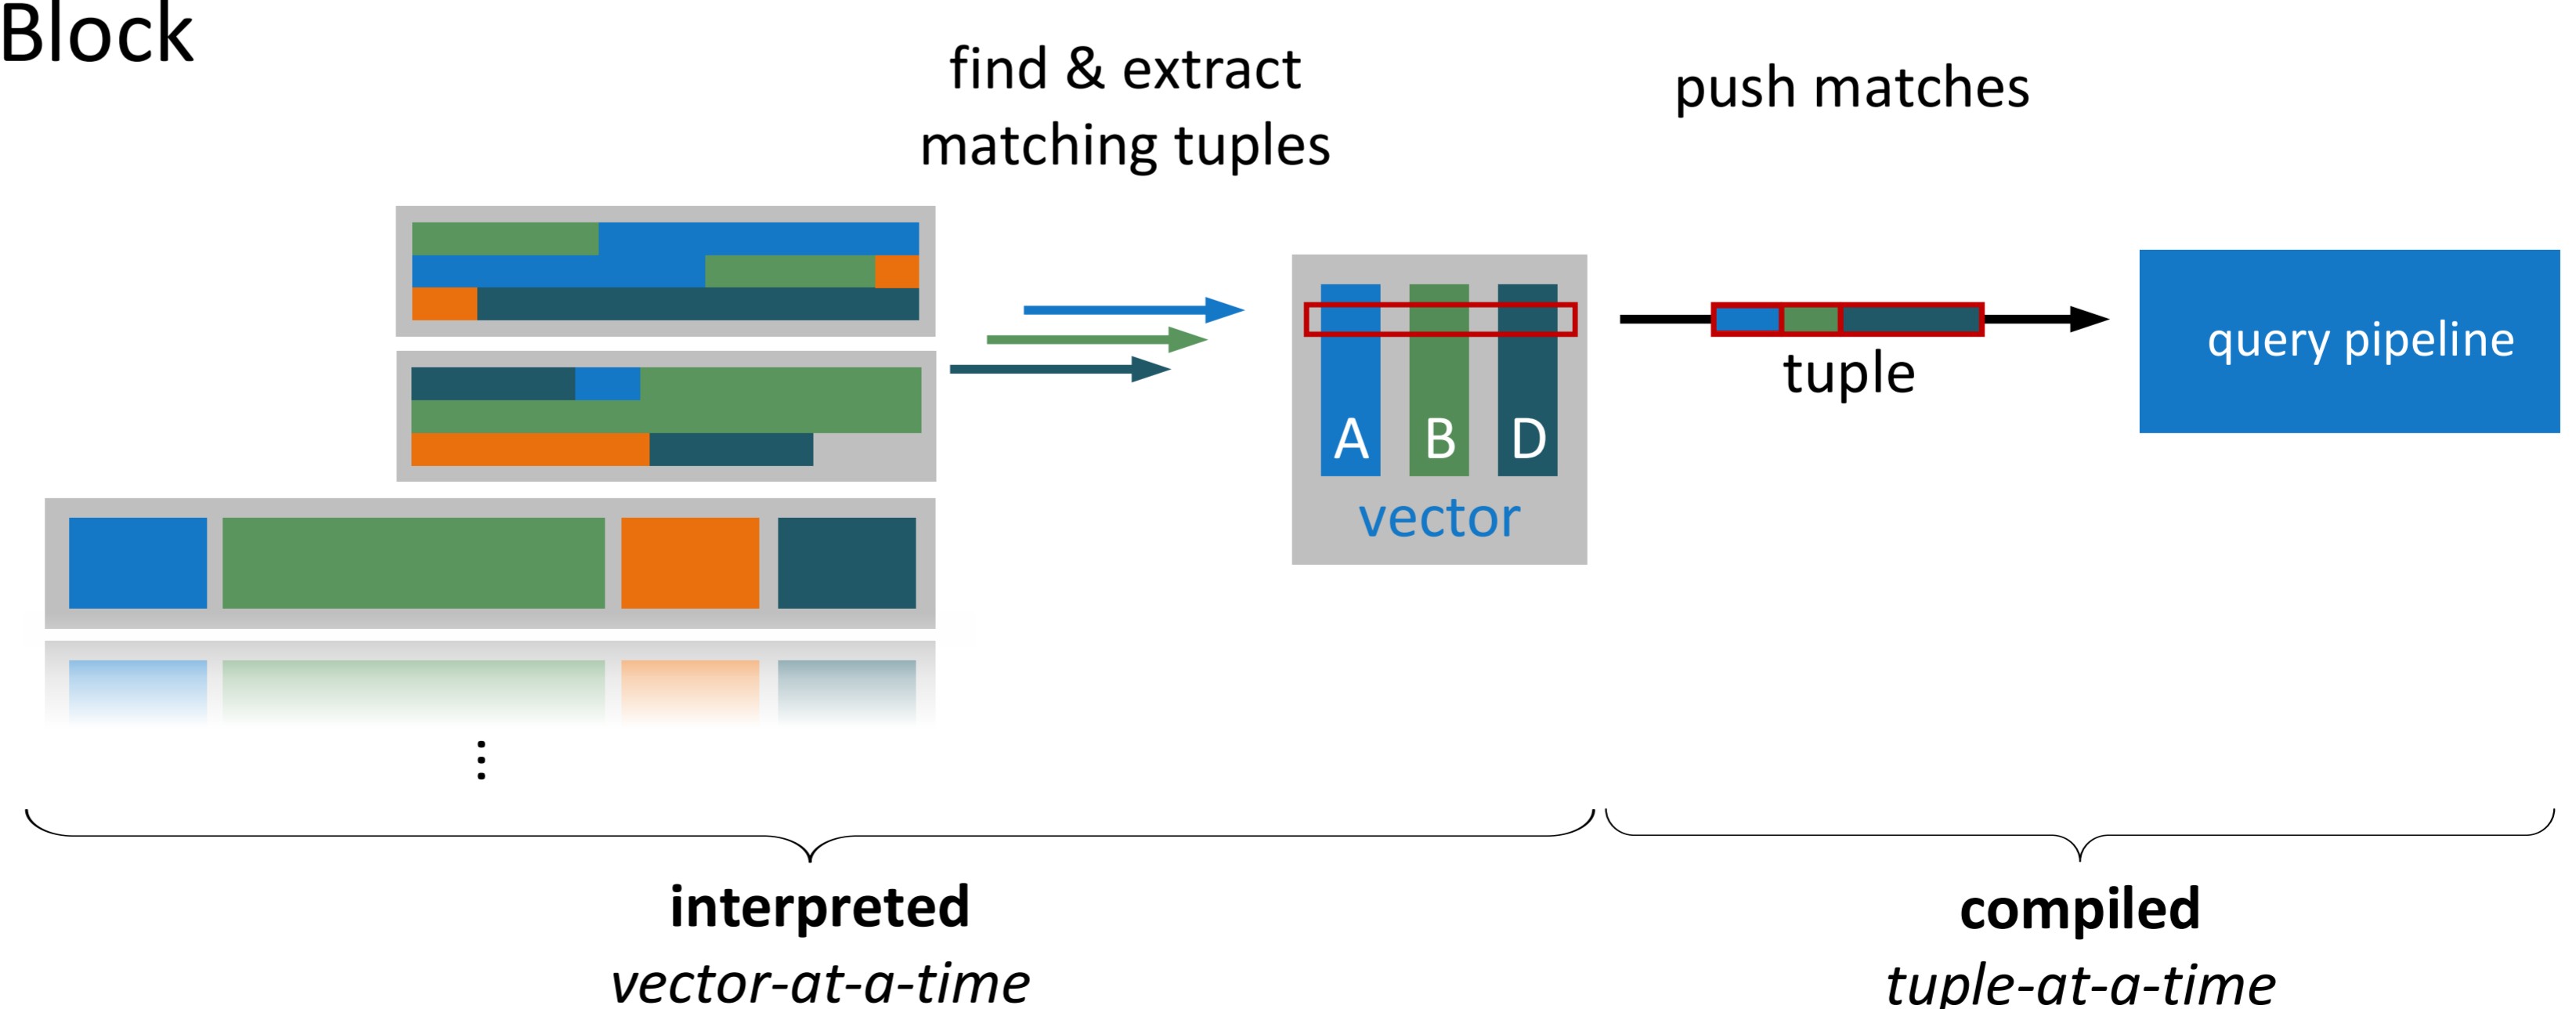 Block
find & extract
matching tuples
push matches
A B D
vector
tuple
query pipeline
⋮
interpreted
vector-at-a-time
compiled
tuple-at-a-time